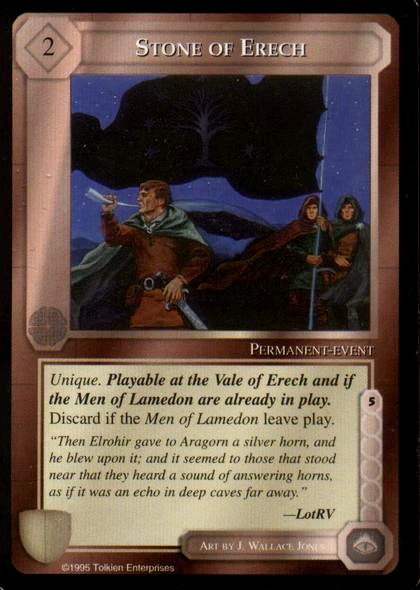 2
STONE OF ERECH
PERMANENT-EVENT
Unique. Playable at the Vale of Erech and if
the Men of Lamedon are already in play.
Discard if the Men of Lamedon leave play.
5
“Then Elrohir gave to Aragorn a silver horn, and
he blew upon it; and it seemed to those that stood
near that they heard a sound of answering horns,
as if it was an echo in deep caves far away.”
—LotRV
ART BY J. WALLACE JONES
©1995 Tolkien Enterprises